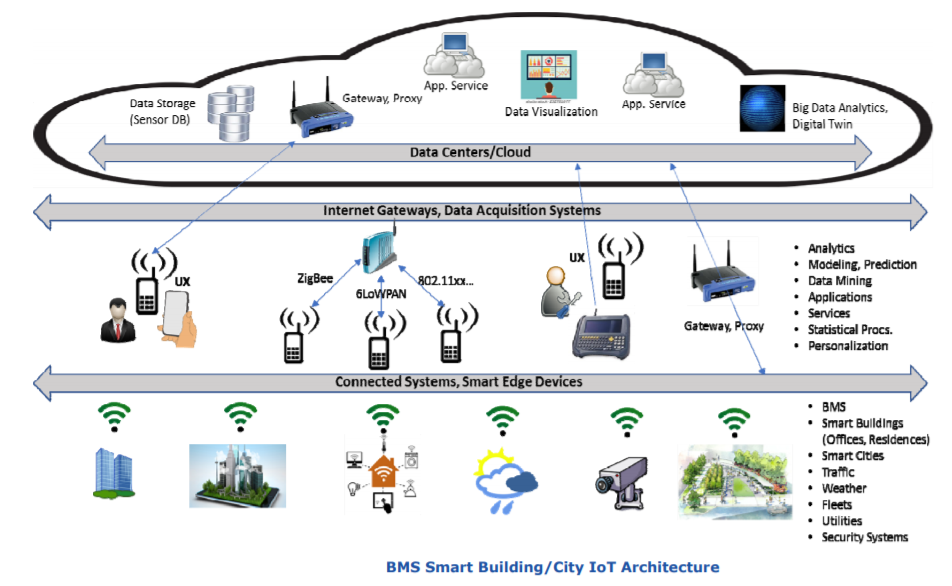 App. Service
Data Storage
(Sensor DB)
Gateway, Proxy
Data Visualization
App. Service
Big Data Analytics,
Digital Twin
Data Centers/Cloud
Internet Gateways, Data Acquisition Systems
UX
ZigBee
6LoWPAN
802.11xx...
UX
Gateway, Proxy
• Analytics
• Modeling, Prediction
• Data Mining
• Applications
• Services
• Statistical Procs.
• Personalization
Connected Systems, Smart Edge Devices
• BMS
• Smart Buildings
(Offices, Residences)
• Smart Cities
• Traffic
• Weather
• Fleets
• Utilities
• Security Systems
BMS Smart Building/City IoT Architecture